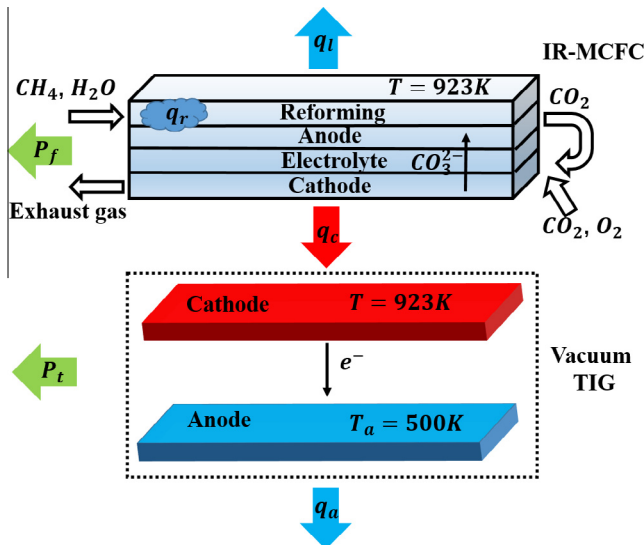 q_l
IR-MCFC
CH_4, H_2O
T = 923K
CO_2
q_r
Reforming
Anode
P_f
Electrolyte
CO_3^{2-}
Cathode
Exhaust gas
CO_2, O_2
q_c
Cathode
T = 923K
e^-
Vacuum
TIG
P_t
Anode
T_a = 500K
q_a